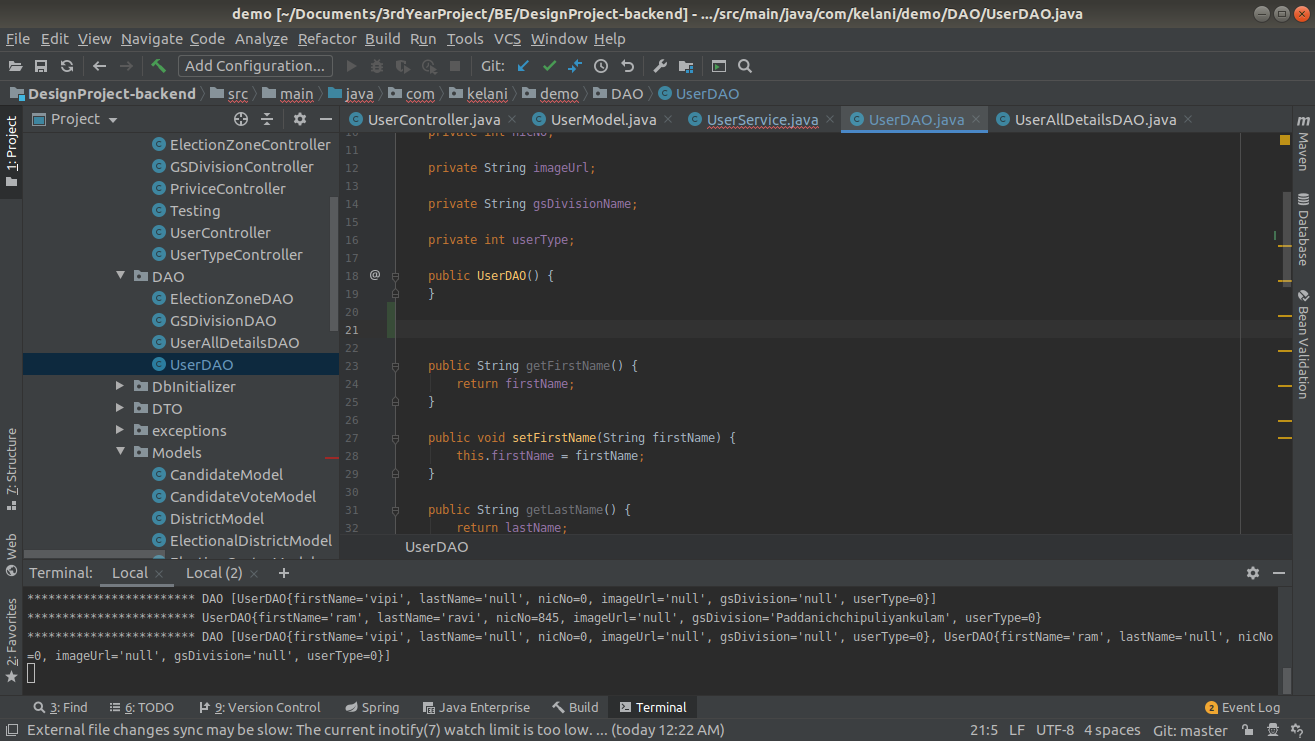 demo [~/Documents/3rdYearProject/BE/DesignProject-backend] - .../src/main/java/com/kelani/demo/DAO/UserDAO.java
File Edit View Navigate Code Analyze Refactor Build Run Tools VCS Window Help
Add Configuration... Git:
DesignProject-backend src main java com kelani demo DAO UserDAO
Project
UserController.java UserModel.java UserService.java UserDAO.java UserAllDetailsDAO.java
1: Project
7: Structure
Web
2: Favorites
ElectionZoneController
GSDivisionController
PriviceController
Testing
UserController
UserTypeController
DAO
ElectionZoneDAO
GSDivisionDAO
UserAllDetailsDAO
UserDAO
DbInitializer
DTO
exceptions
Models
CandidateModel
CandidateVoteModel
DistrictModel
ElectionalDistrictModel
10 private int nicNo;
11
12 private String imageUrl;
13
14 private String gsDivisionName;
15
16 private int userType;
17
18 @ public UserDAO() {
19 }
20
21
22
23 public String getFirstName() {
24 return firstName;
25 }
26
27 public void setFirstName(String firstName) {
28 this.firstName = firstName;
29 }
30
31 public String getLastName() {
32 return lastName;
UserDAO
Maven
Database
Bean Validation
Terminal: Local Local (2) +
************************ DAO [UserDAO{firstName='vipi', lastName='null', nicNo=0, imageUrl='null', gsDivision='null', userType=0}]
************************ UserDAO{firstName='ram', lastName='ravi', nicNo=845, imageUrl='null', gsDivision='Paddanichchipuliyankulam', userType=0}
************************ DAO [UserDAO{firstName='vipi', lastName='null', nicNo=0, imageUrl='null', gsDivision='null', userType=0}, UserDAO{firstName='ram', lastName='null', nicNo
=0, imageUrl='null', gsDivision='null', userType=0}]
3: Find 6: TODO 9: Version Control Spring Java Enterprise Build Terminal 2 Event Log
External file changes sync may be slow: The current inotify(7) watch limit is too low. ... (today 12:22 AM) 21:5 LF UTF-8 4 spaces Git: master